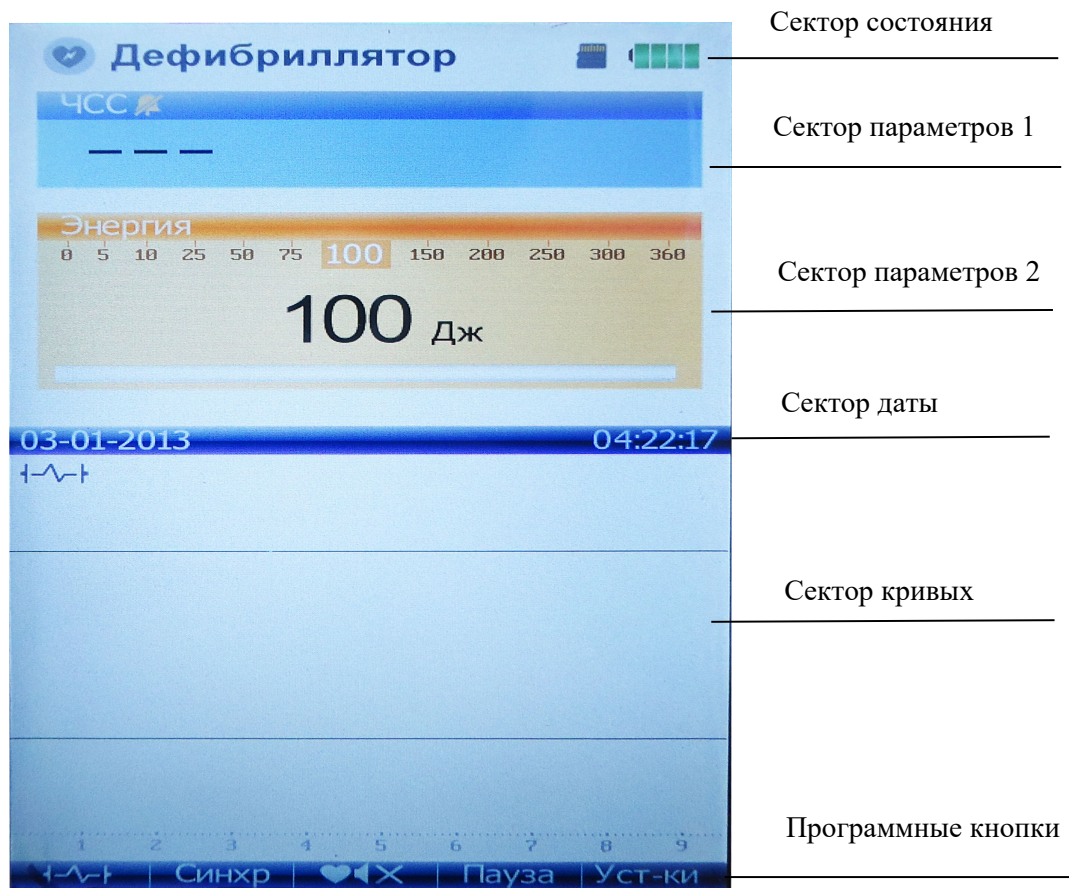 Сектор состояния
Дефибриллятор
ЧСС
Сектор параметров 1
– – –
Энергия
0 5 10 25 50 75 100 150 200 250 300 360
Сектор параметров 2
100 Дж
Сектор даты
03-01-2013 04:22:17
Сектор кривых
Программные кнопки
1 2 3 4 5 6 7 8 9
Синхр Пауза Уст-ки